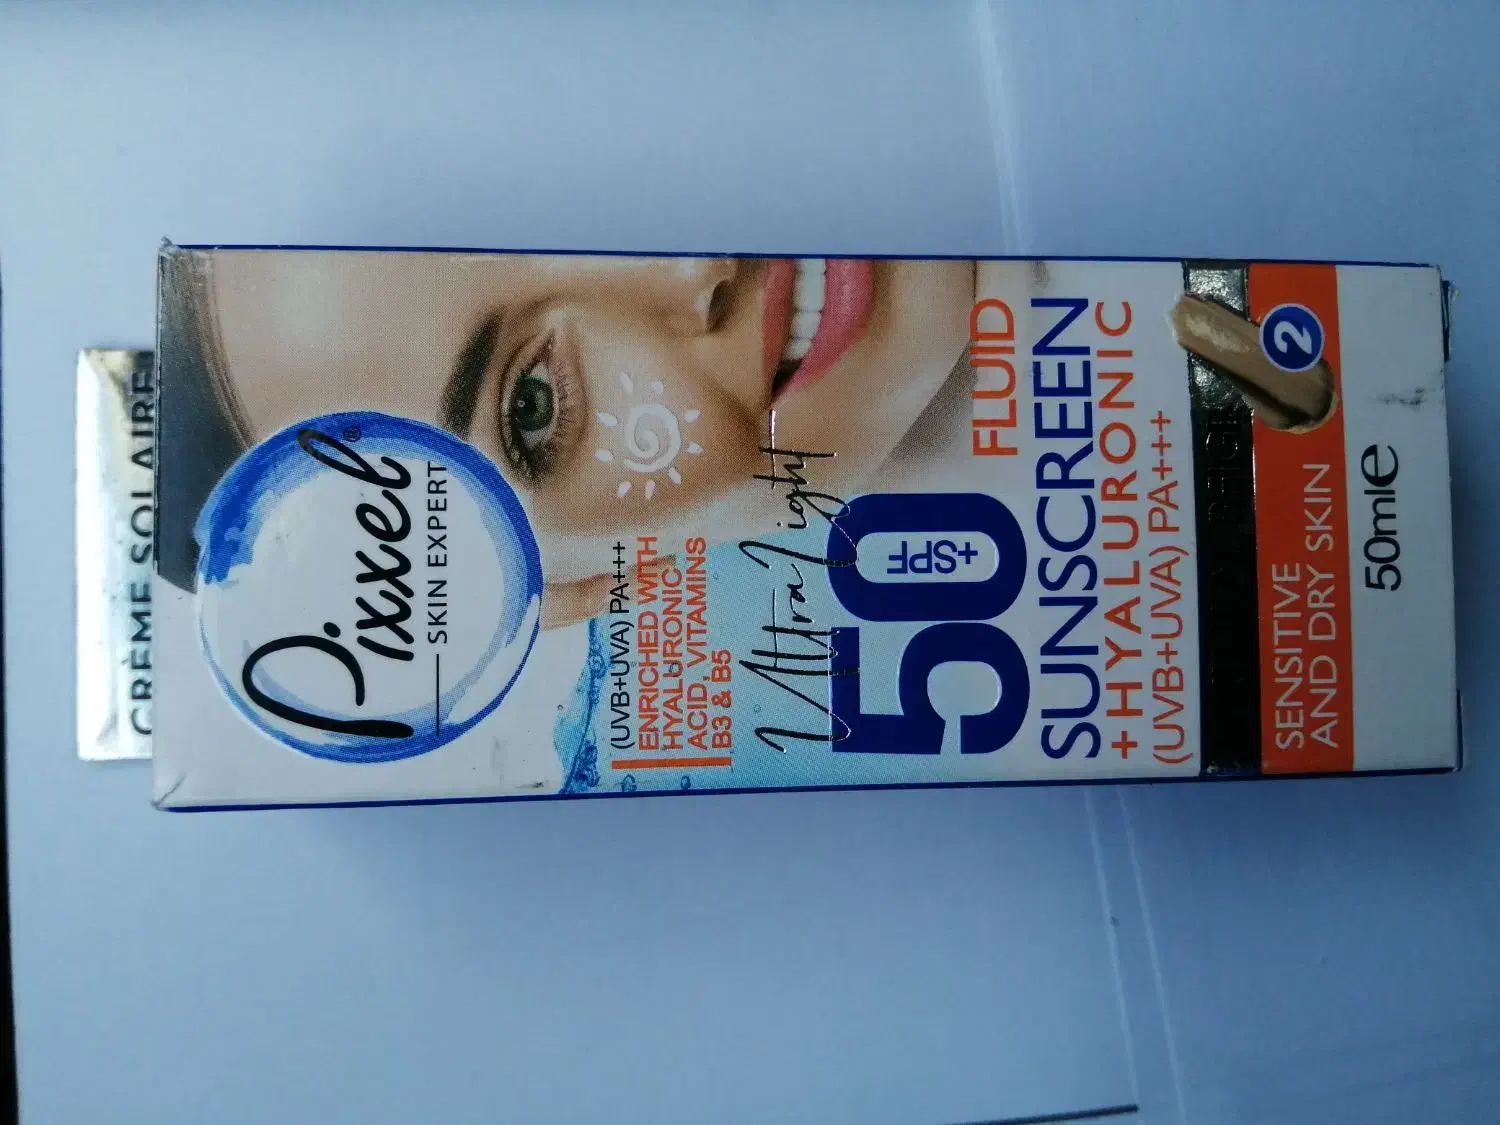 CRÈME SOLAIRE
Pixxel®
SKIN EXPERT
(UVB+UVA) PA+++
ENRICHED WITH
HYALURONIC
ACID, VITAMINS
B3 & B5
Ultra Light
50
+SPF
FLUID
SUNSCREEN
+HYALURONIC
(UVB+UVA) PA+++
BEIGE
2
SENSITIVE
AND DRY SKIN
50ml℮